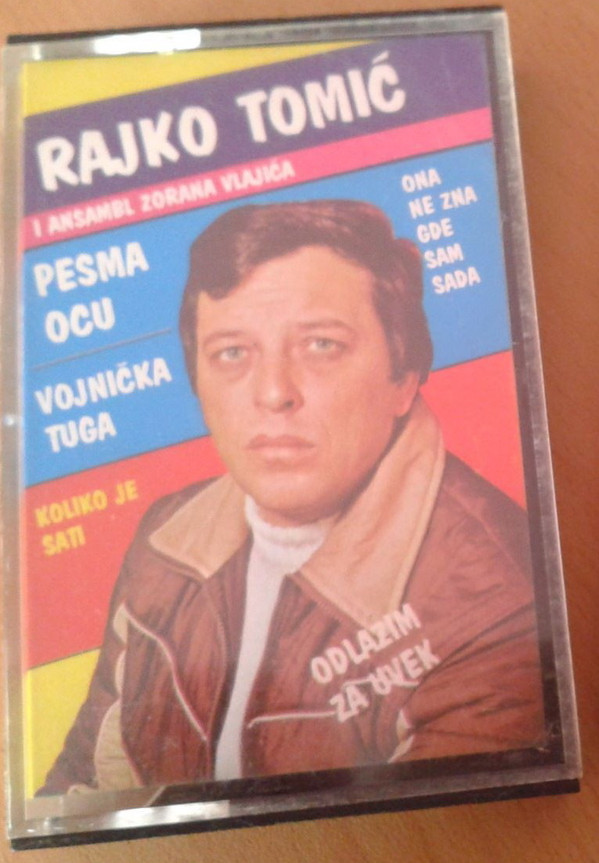 RAJKO TOMIĆ
I ANSAMBL ZORANA VLAJIĆA
PESMA
OCU
VOJNIČKA
TUGA
KOLIKO JE
SATI
ONA
NE ZNA
GDE
SAM
SADA
ODLAZIM
ZA UVEK